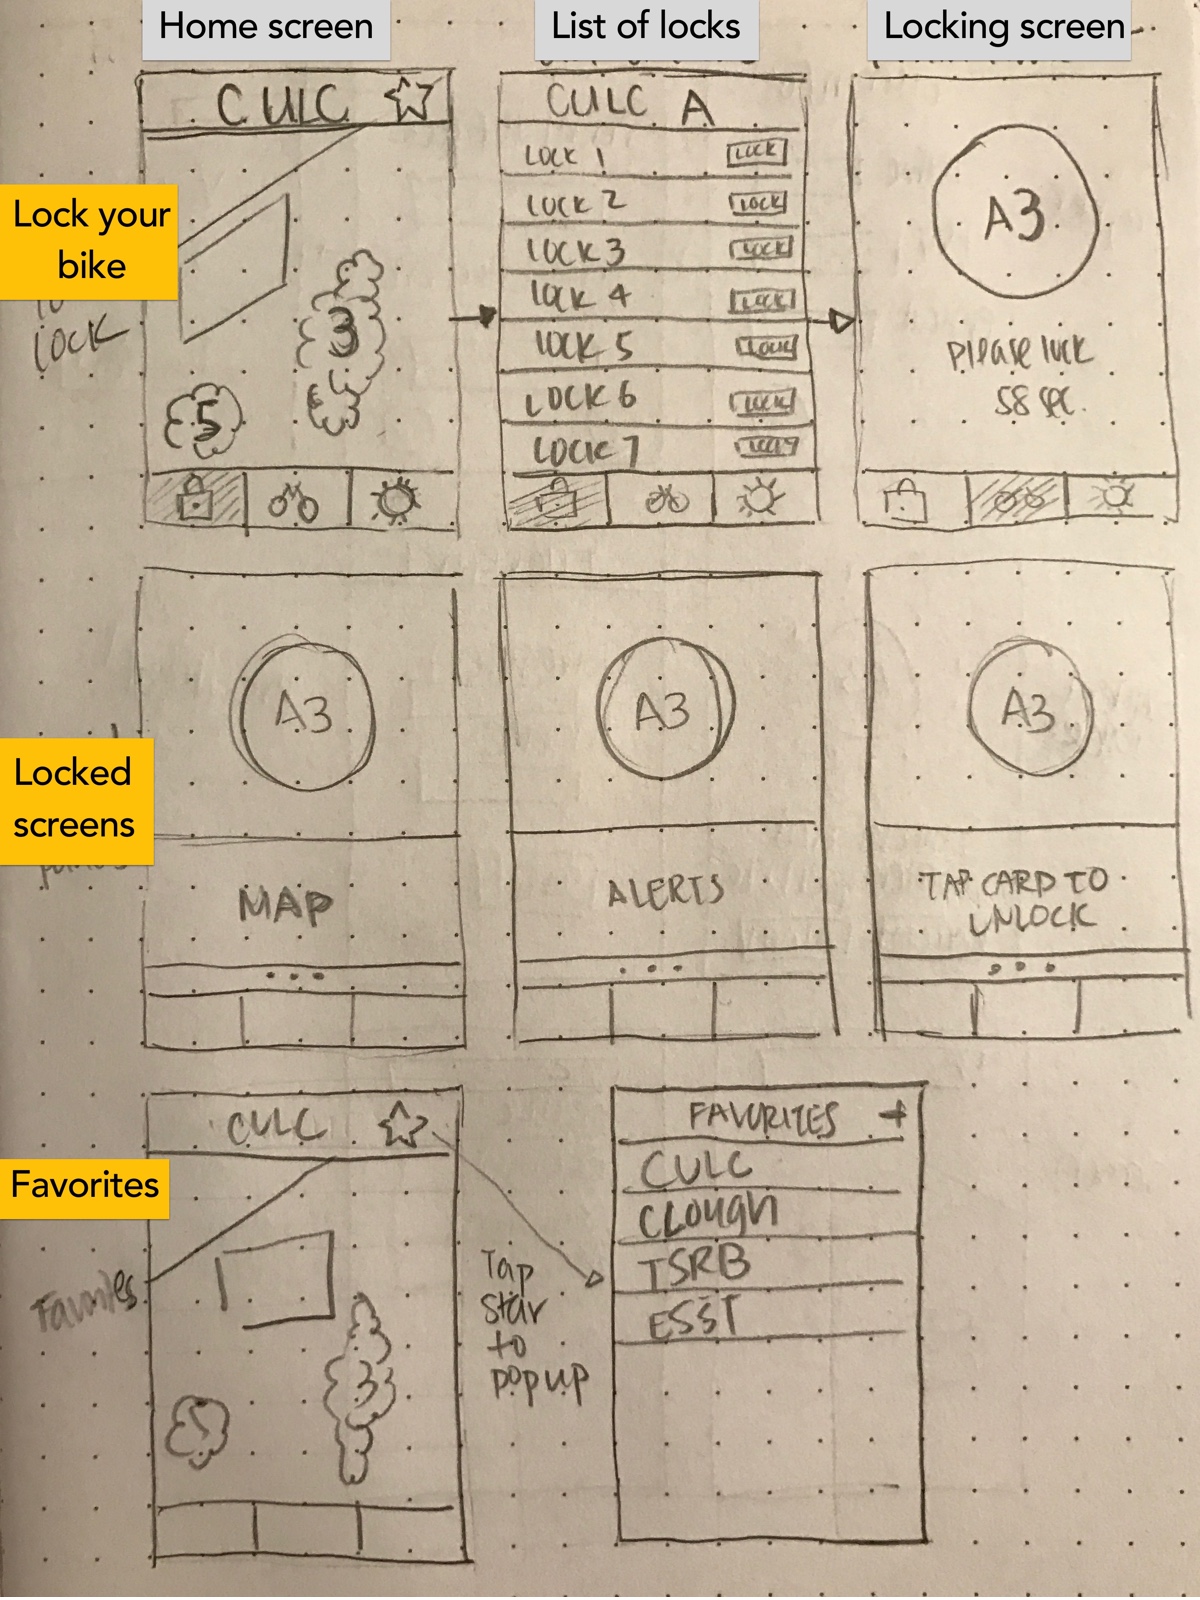 Home screen
List of locks
Locking screen
Lock your
bike
LOCK
CULC
3
5
CULC A
LOCK 1 LOCK
LOCK 2 LOCK
LOCK 3 LOCK
LOCK 4 LOCK
LOCK 5 LOCK
LOCK 6 LOCK
LOCK 7
A3
Please lock
58 sec.
Locked
screens
A3
MAP
A3
ALERTS
A3
TAP CARD TO
UNLOCK
Favorites
Favorites
CULC
3
5
Tap
star
to
popup
FAVORITES +
CULC
CLOUGH
TSRB
ES&T